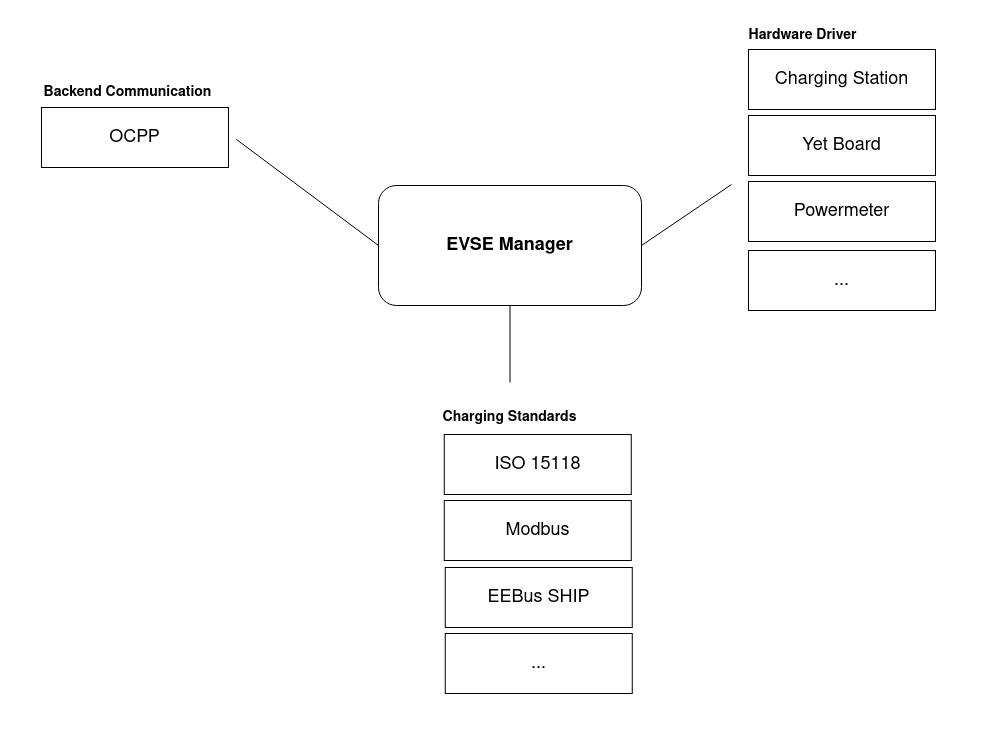 Hardware Driver
Charging Station
Backend Communication
OCPP
Yet Board
Powermeter
EVSE Manager
...
Charging Standards
ISO 15118
Modbus
EEBus SHIP
...